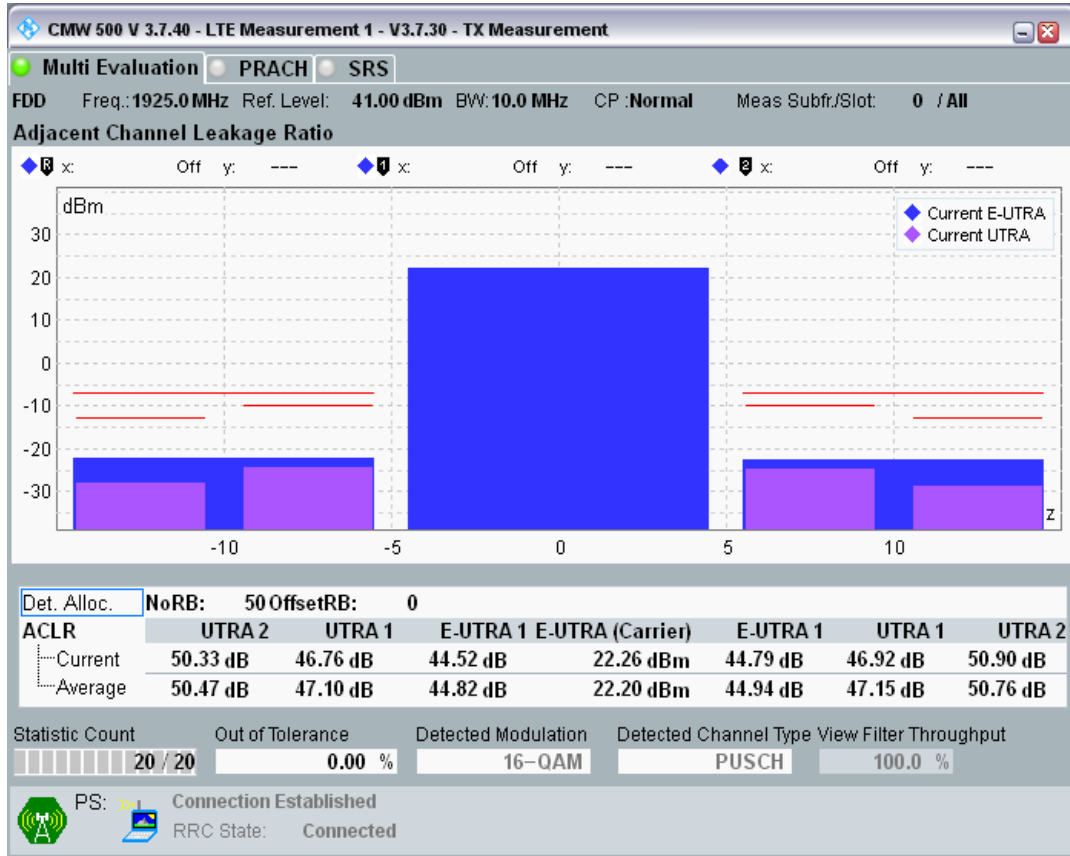 CMW 500 V 3.7.40 - LTE Measurement 1 - V3.7.30 - TX Measurement
Multi Evaluation PRACH SRS
FDD Freq.: 1925.0 MHz Ref. Level: 41.00 dBm BW: 10.0 MHz CP :Normal Meas Subfr./Slot: 0 / All
Adjacent Channel Leakage Ratio
R x: Off y: --- 1 x: Off y: --- 2 x: Off y: ---
dBm
Current E-UTRA
Current UTRA
30
20
10
0
-10
-20
-30
z
-10 -5 0 5 10
Det. Alloc. NoRB: 50 OffsetRB: 0
ACLR UTRA 2 UTRA 1 E-UTRA 1 E-UTRA (Carrier) E-UTRA 1 UTRA 1 UTRA 2
Current 50.33 dB 46.76 dB 44.52 dB 22.26 dBm 44.79 dB 46.92 dB 50.90 dB
Average 50.47 dB 47.10 dB 44.82 dB 22.20 dBm 44.94 dB 47.15 dB 50.76 dB
Statistic Count Out of Tolerance Detected Modulation Detected Channel Type View Filter Throughput
20 / 20 0.00 % 16-QAM PUSCH 100.0 %
PS: Connection Established
RRC State: Connected